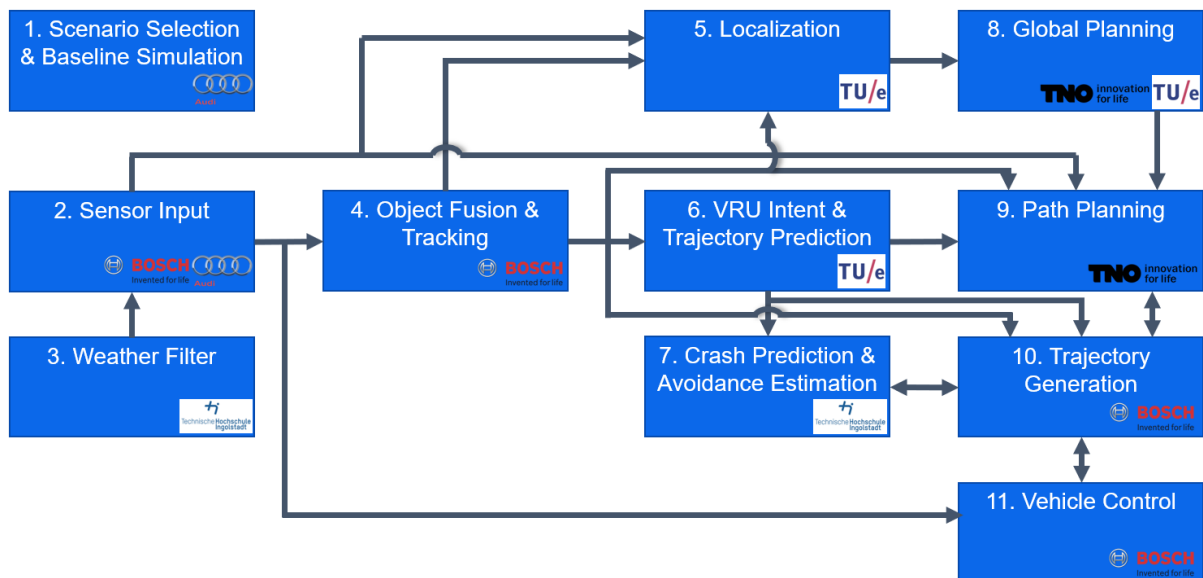 1. Scenario Selection
& Baseline Simulation
Audi
5. Localization
TU/e
8. Global Planning
TNO innovation
for life
TU/e
2. Sensor Input
BOSCH
Invented for life
Audi
4. Object Fusion &
Tracking
BOSCH
Invented for life
6. VRU Intent &
Trajectory Prediction
TU/e
9. Path Planning
TNO innovation
for life
3. Weather Filter
Technische Hochschule
Ingolstadt
7. Crash Prediction &
Avoidance Estimation
Technische Hochschule
Ingolstadt
10. Trajectory
Generation
BOSCH
Invented for life
11. Vehicle Control
BOSCH
Invented for life